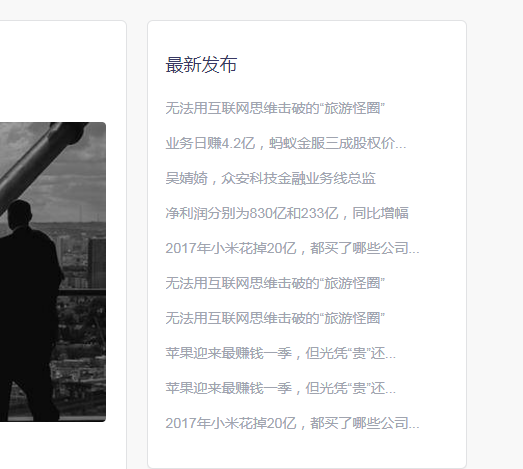 最新发布
无法用互联网思维击破的“旅游怪圈”
业务日赚4.2亿，蚂蚁金服三成股权价...
吴婧婍，众安科技金融业务线总监
净利润分别为830亿和233亿，同比增幅
2017年小米花掉20亿，都买了哪些公司...
无法用互联网思维击破的“旅游怪圈”
无法用互联网思维击破的“旅游怪圈”
苹果迎来最赚钱一季，但光凭“贵”还...
苹果迎来最赚钱一季，但光凭“贵”还...
2017年小米花掉20亿，都买了哪些公司...